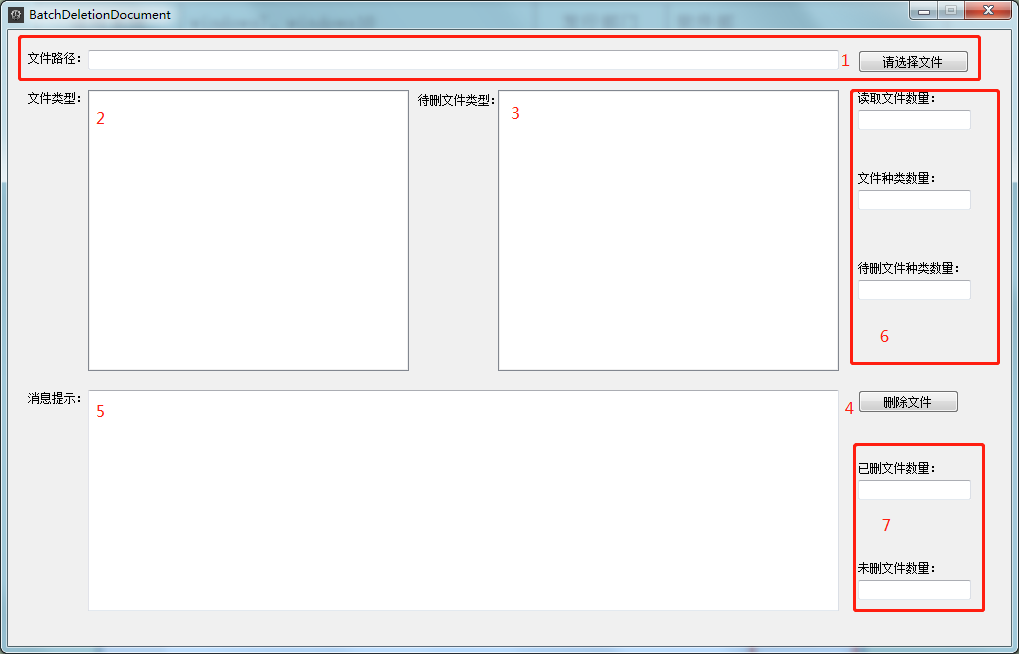 BatchDeletionDocument
文件路径：
1
请选择文件
文件类型：
2
待删文件类型：
3
读取文件数量：
文件种类数量：
待删文件种类数量：
6
消息提示：
5
4
删除文件
已删文件数量：
7
未删文件数量：